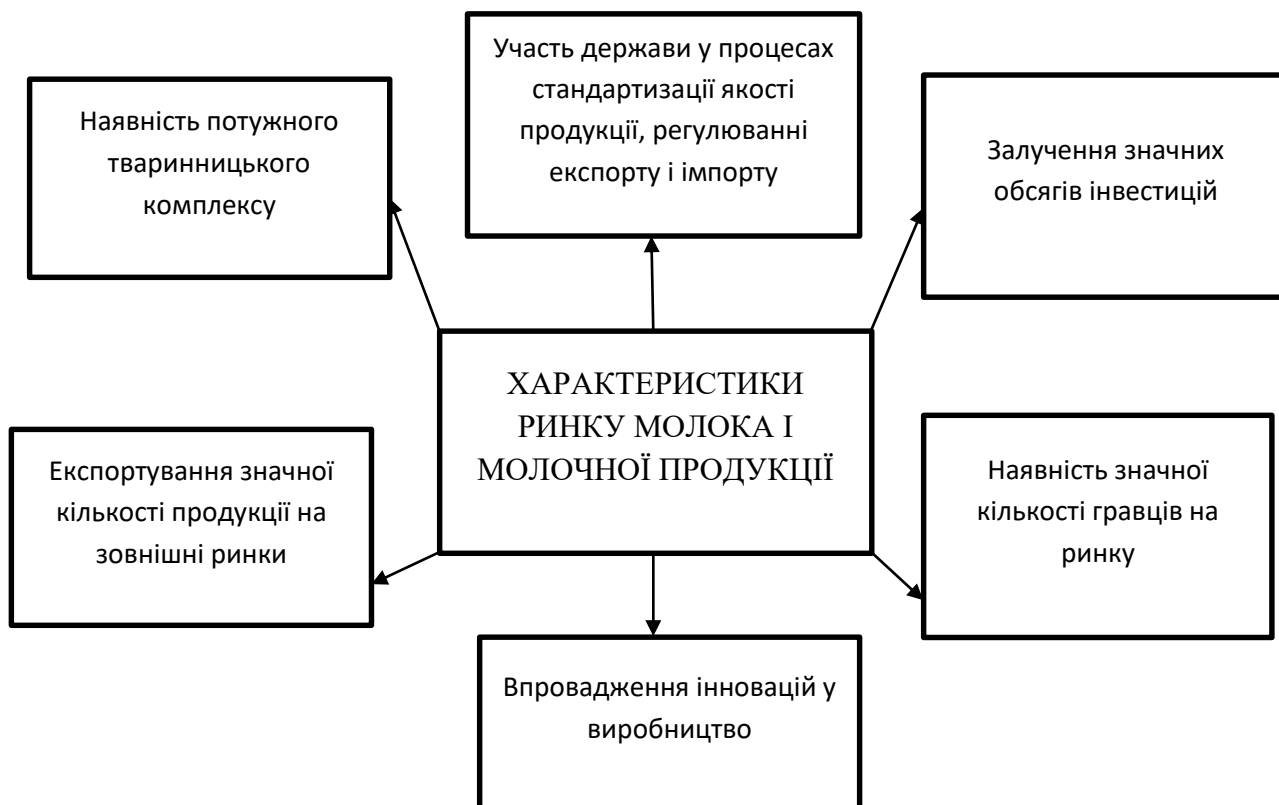 Участь держави у процесах
стандартизації якості
продукції, регулюванні
експорту і імпорту
Наявність потужного
тваринницького
комплексу
Залучення значних
обсягів інвестицій
ХАРАКТЕРИСТИКИ
РИНКУ МОЛОКА І
МОЛОЧНОЇ ПРОДУКЦІЇ
Експортування значної
кількості продукції на
зовнішні ринки
Наявність значної
кількості гравців на
ринку
Впровадження інновацій у
виробництво